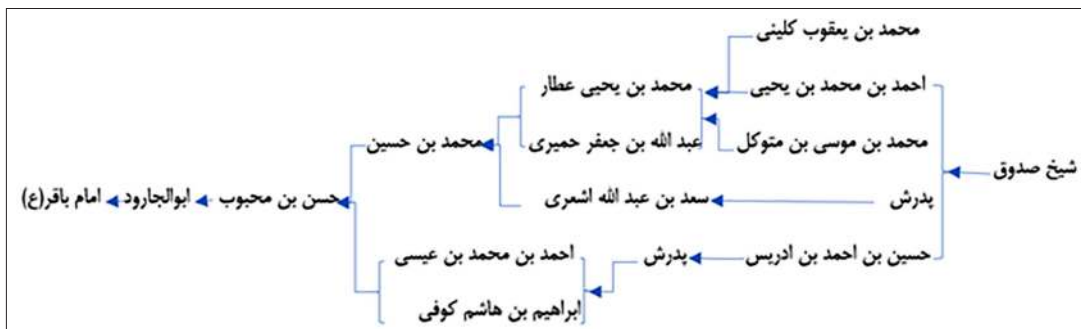 محمد بن یعقوب کلینی
احمد بن محمد بن یحیی
محمد بن یحیی عطار
محمد بن موسی بن متوکل
عبد الله بن جعفر حمیری
محمد بن حسین
شیخ صدوق
پدرش
سعد بن عبد الله اشعری
حسن بن محبوب
ابوالجارود
امام باقر(ع)
حسین بن احمد بن ادریس
پدرش
احمد بن محمد بن عیسی
ابراهیم بن هاشم کوفی